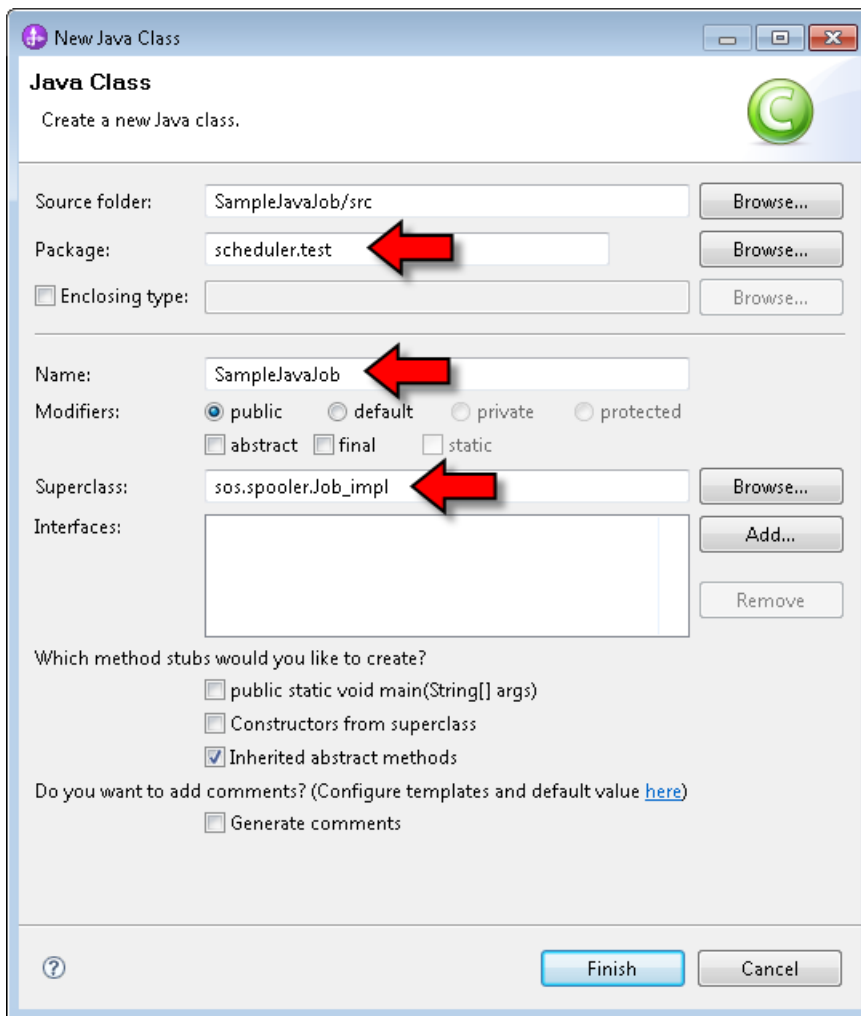 New Java Class
Java Class
Create a new Java class.
Source folder: SampleJavaJob/src Browse...
Package: scheduler.test Browse...
Enclosing type: Browse...
Name: SampleJavaJob
Modifiers: public default private protected
abstract final static
Superclass: sos.spooler.Job_impl Browse...
Interfaces: Add...
Remove
Which method stubs would you like to create?
public static void main(String[] args)
Constructors from superclass
Inherited abstract methods
Do you want to add comments? (Configure templates and default value here)
Generate comments
Finish Cancel